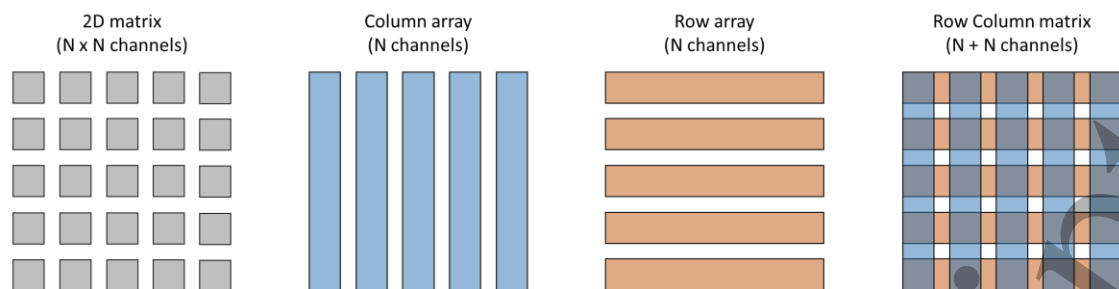 2D matrix
(N x N channels)
Column array
(N channels)
Row array
(N channels)
Row Column matrix
(N + N channels)